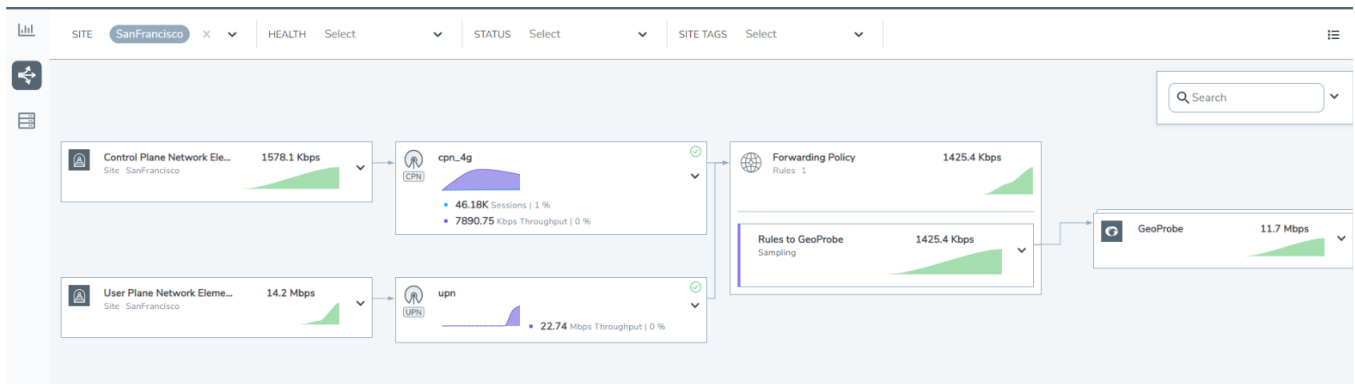 SITE SanFrancisco × HEALTH Select STATUS Select SITE TAGS Select
Search
Control Plane Network Ele... 1578.1 Kbps
Site SanFrancisco
CPN
cpn_4g
46.18K Sessions | 1 %
7890.75 Kbps Throughput | 0 %
Forwarding Policy 1425.4 Kbps
Rules 1
Rules to GeoProbe 1425.4 Kbps
Sampling
GeoProbe 11.7 Mbps
User Plane Network Eleme... 14.2 Mbps
Site SanFrancisco
UPN
upn
22.74 Mbps Throughput | 0 %